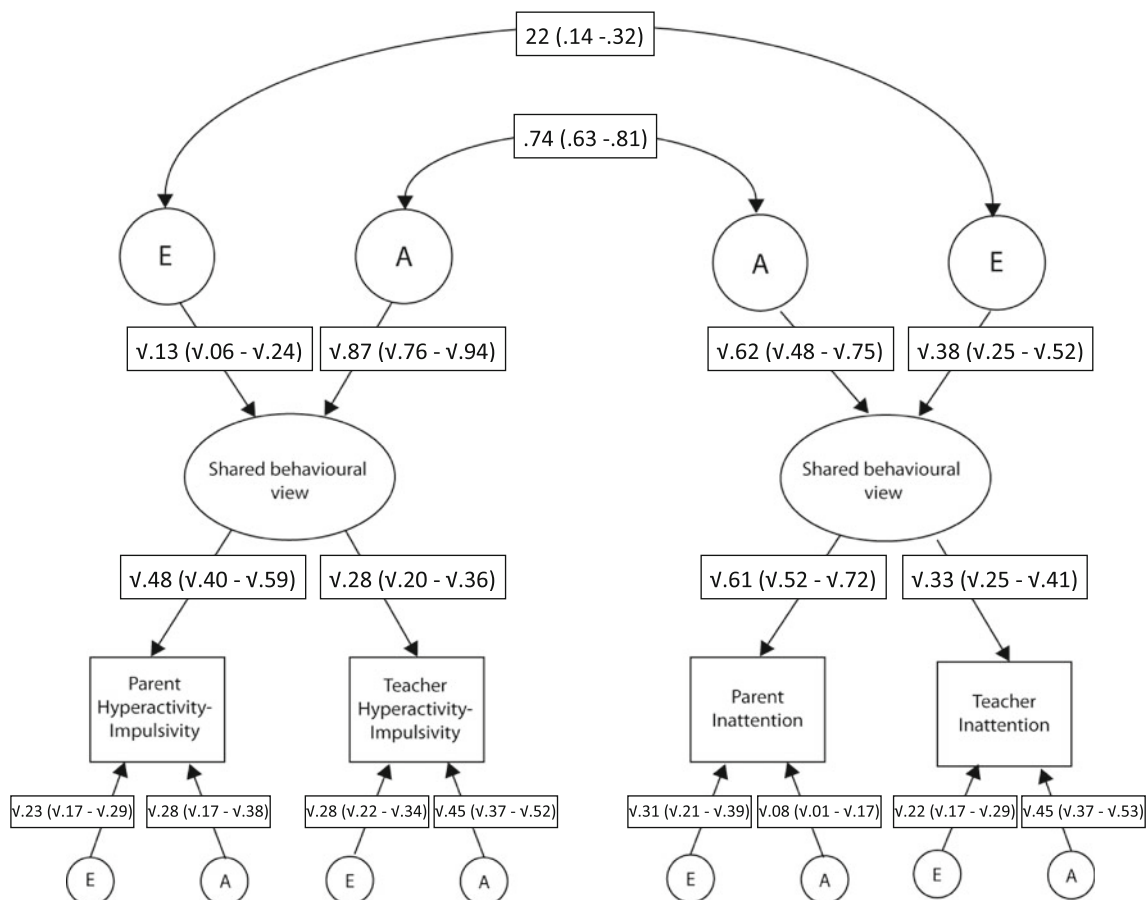 22 (.14 -.32)
.74 (.63 -.81)
E
A
A
E
√.13 (√.06 - √.24)
√.87 (√.76 - √.94)
√.62 (√.48 - √.75)
√.38 (√.25 - √.52)
Shared behavioural
view
Shared behavioural
view
√.48 (√.40 - √.59)
√.28 (√.20 - √.36)
√.61 (√.52 - √.72)
√.33 (√.25 - √.41)
Parent
Hyperactivity-
Impulsivity
Teacher
Hyperactivity-
Impulsivity
Parent
Inattention
Teacher
Inattention
√.23 (√.17 - √.29)
√.28 (√.17 - √.38)
√.28 (√.22 - √.34)
√.45 (√.37 - √.52)
√.31 (√.21 - √.39)
√.08 (√.01 - √.17)
√.22 (√.17 - √.29)
√.45 (√.37 - √.53)
E
A
E
A
E
A
E
A